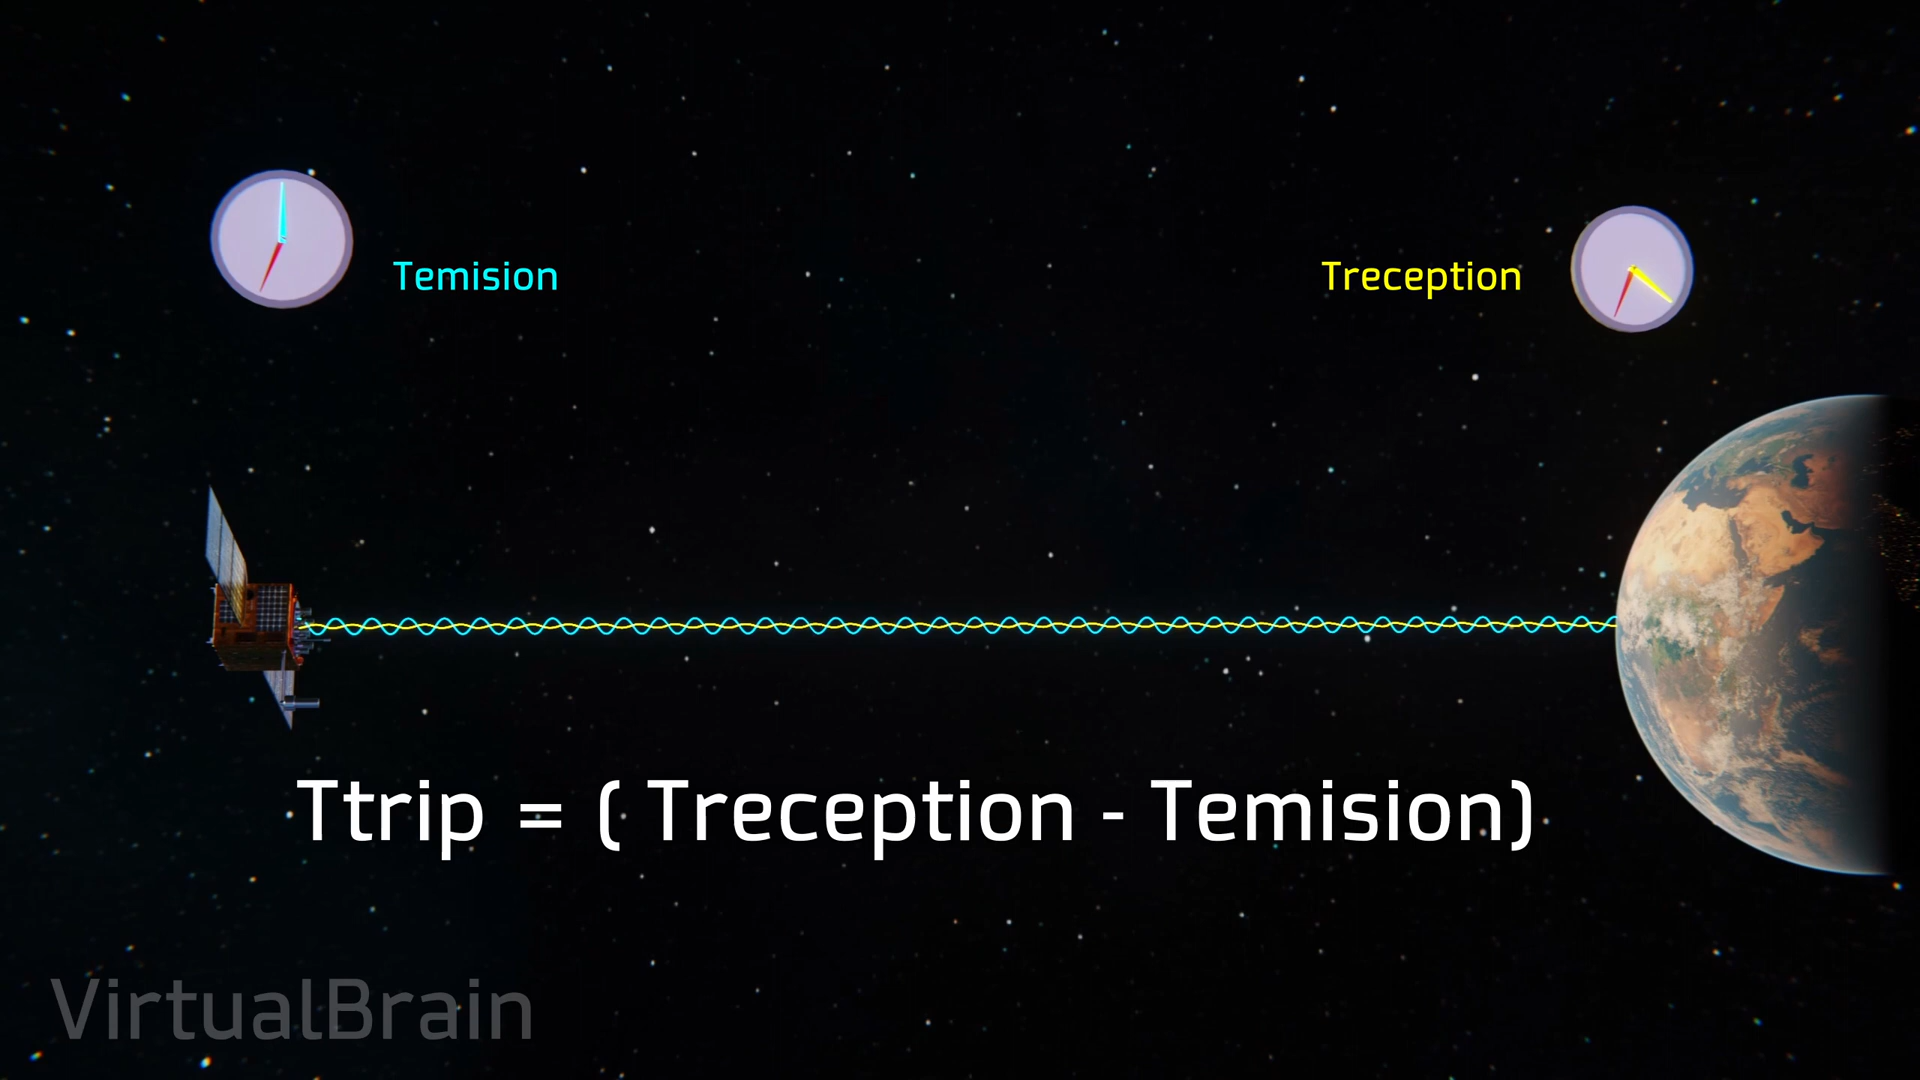 Temision
Treception
Ttrip = ( Treception - Temision)
VirtualBrain